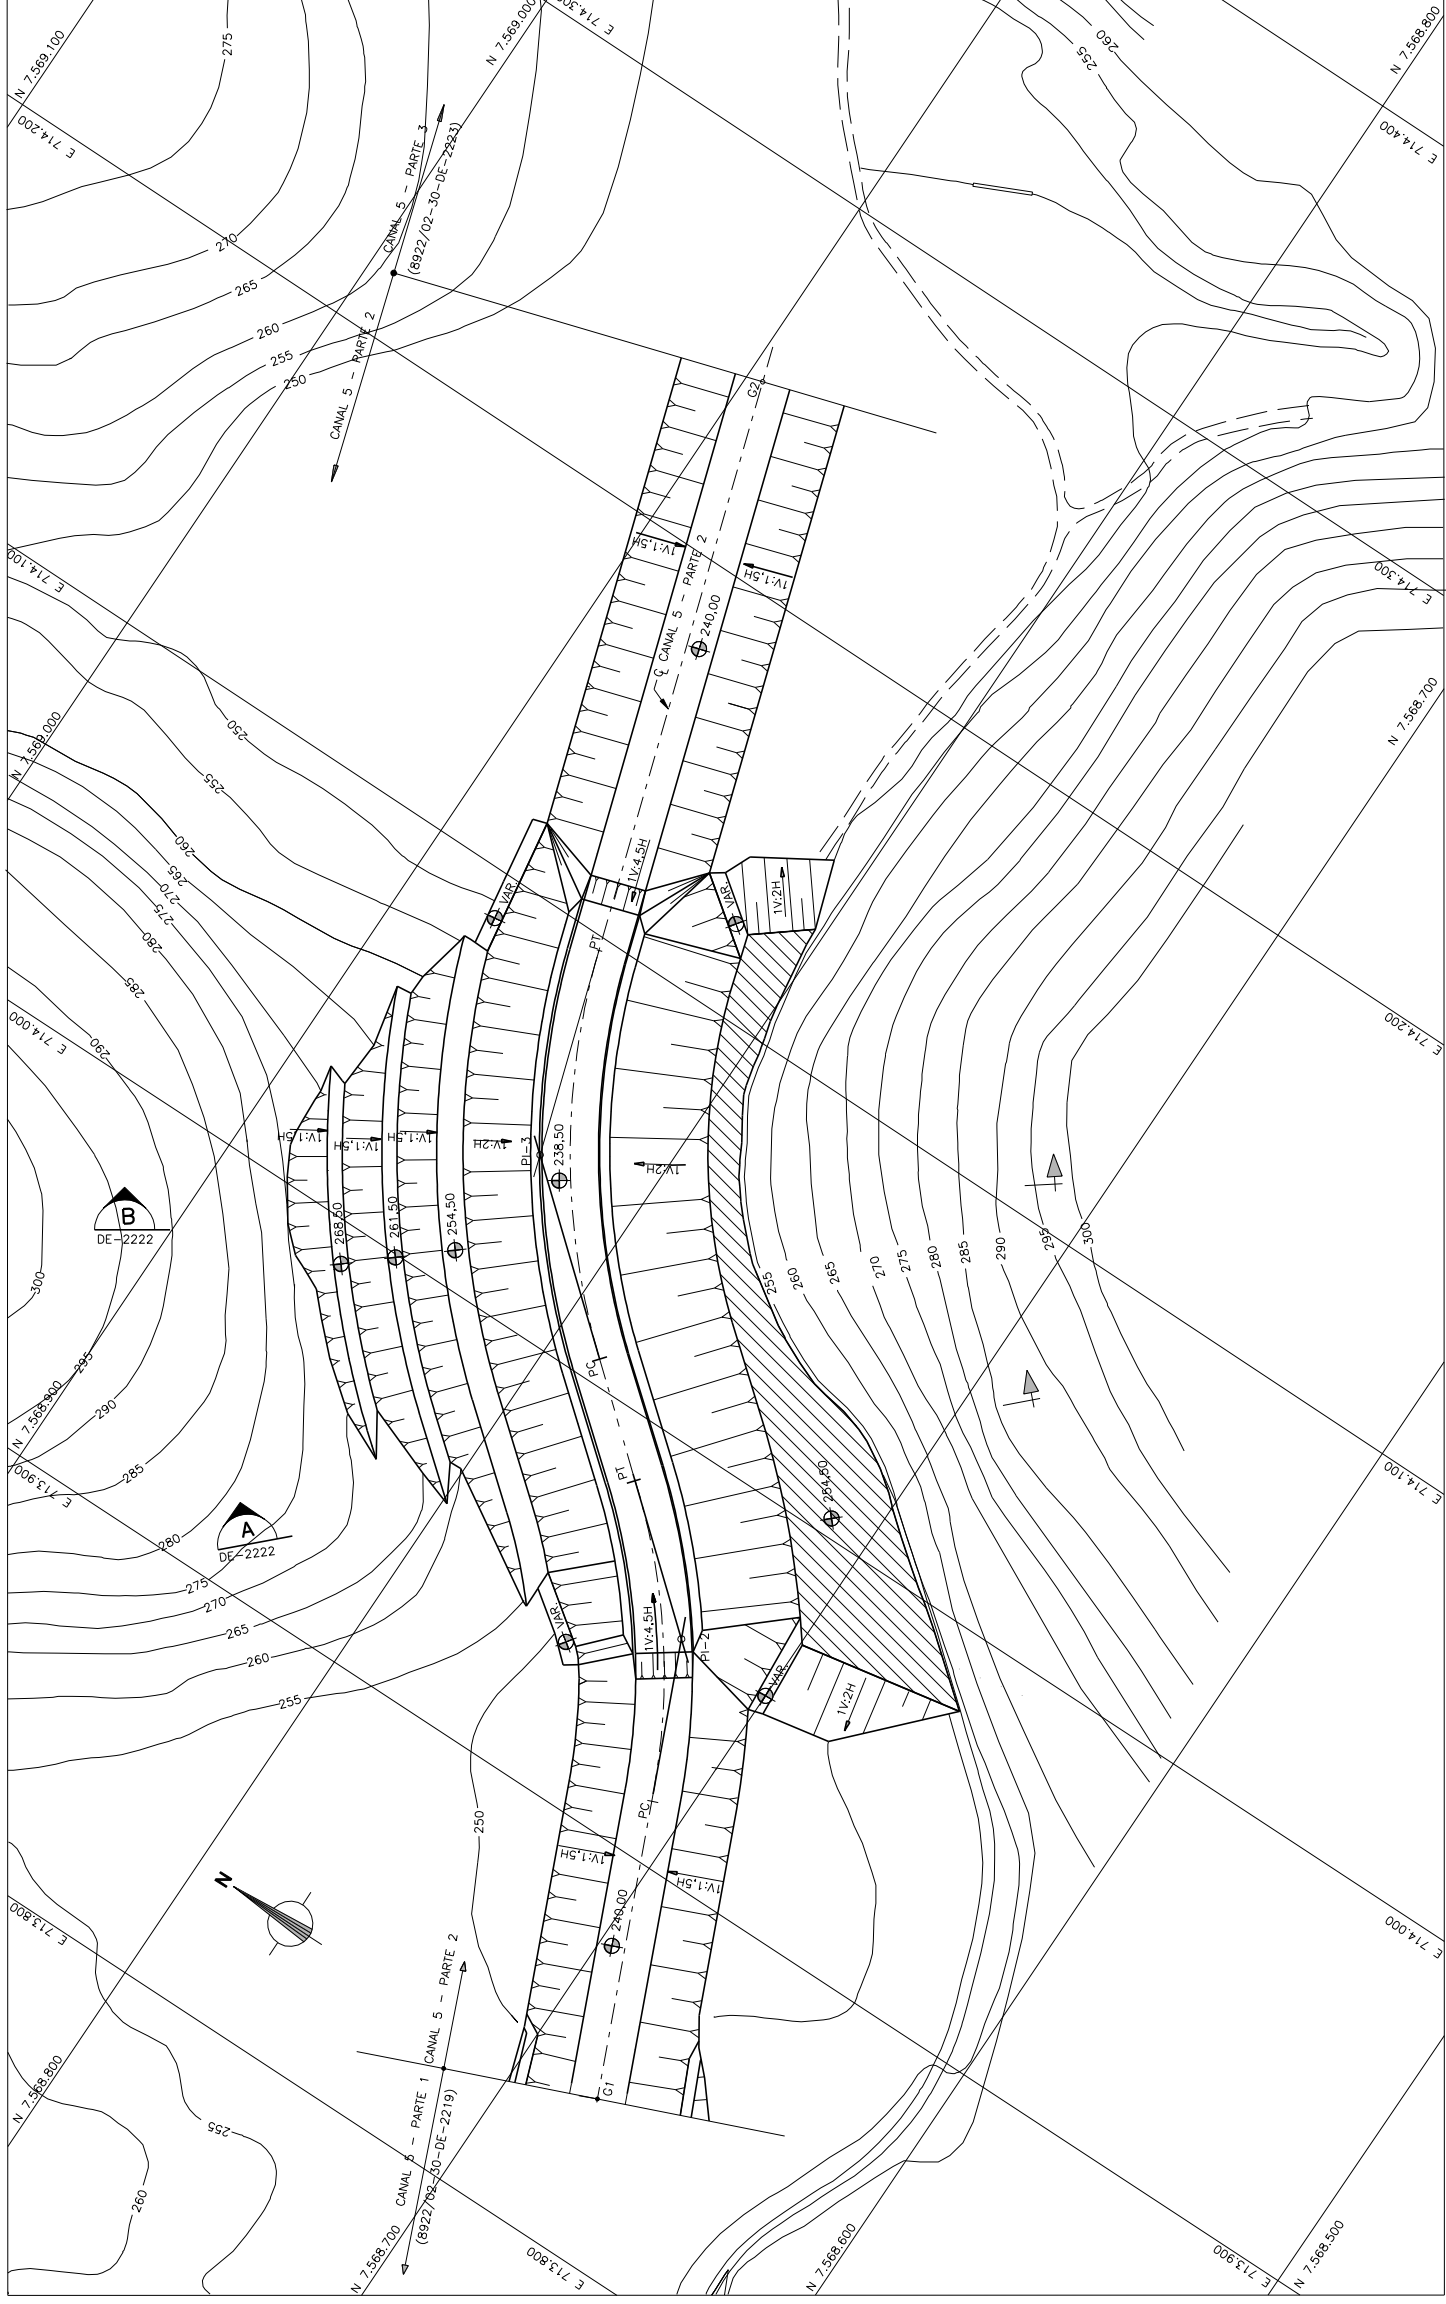 N 7.569.100
E 714.200
275
N 7.569.000
E 714.300
255
260
N 7.568.800
E 714.400
270
265
260
255
250
CANAL 5 - PARTE 3
(8922/02-30-DE-2223)
CANAL 5 - PARTE 2
G2
E 714.100
1V:1,5H
CANAL 5 - PARTE 2
240,00
1V:1,5H
E 714.300
N 7.569.000
250
255
260
265
270
275
280
285
290
N 7.568.700
1V:4,5H
VAR.
VAR.
1V:2H
PT
E 714.000
E 714.200
1V:1,5H
1V:1,5H
1V:1,5H
1V:2H
PI-3
238,50
1V:2H
B
DE-2222
268,50
261,50
254,50
300
295
290
285
280
275
270
265
260
255
290
285
280
275
270
265
260
255
295
300
N 7.568.900
E 713.900
PC
PT
254,50
E 714.100
A
DE-2222
VAR.
1V:4,5H
PI-2
VAR.
1V:2H
250
PC
1V:1,5H
1V:1,5H
240,00
N
E 713.800
E 714.000
CANAL 5 - PARTE 1
CANAL 5 - PARTE 2
(8922/02-30-DE-2219)
G1
N 7.568.800
255
260
N 7.568.700
E 713.800
N 7.568.600
E 713.900
N 7.568.500